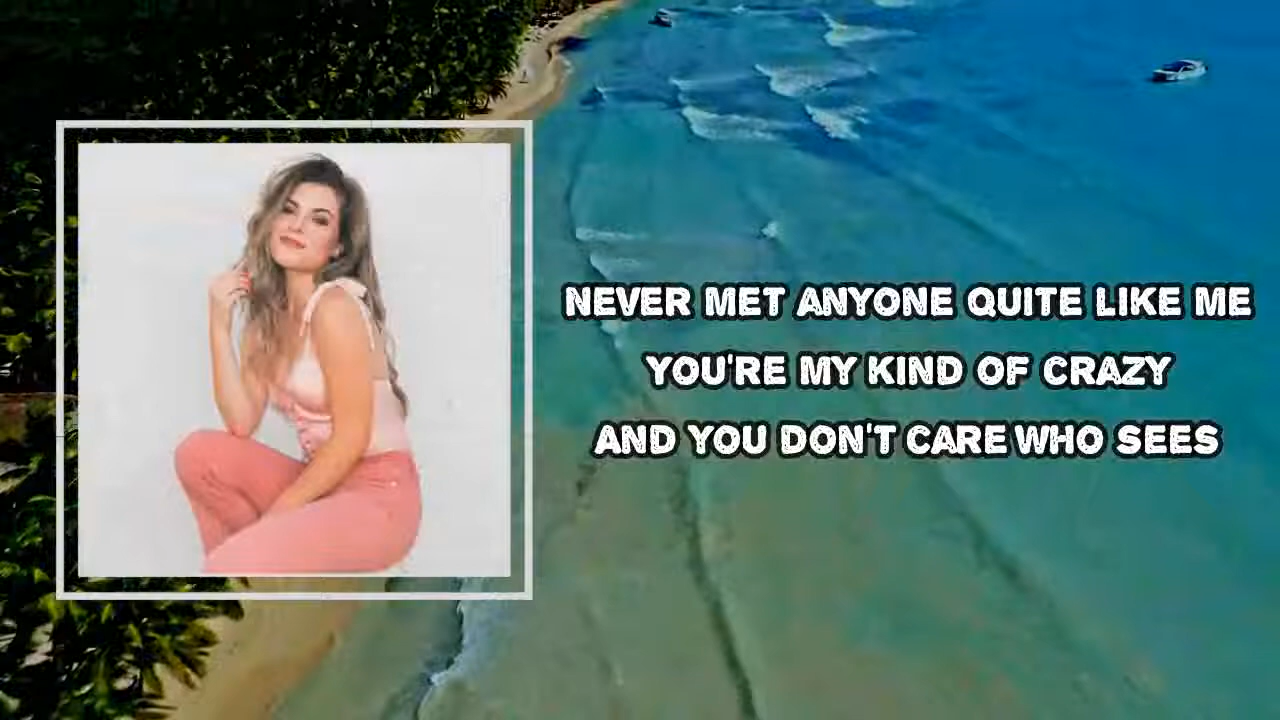 NEVER MET ANYONE QUITE LIKE ME
YOU'RE MY KIND OF CRAZY
AND YOU DON'T CARE WHO SEES